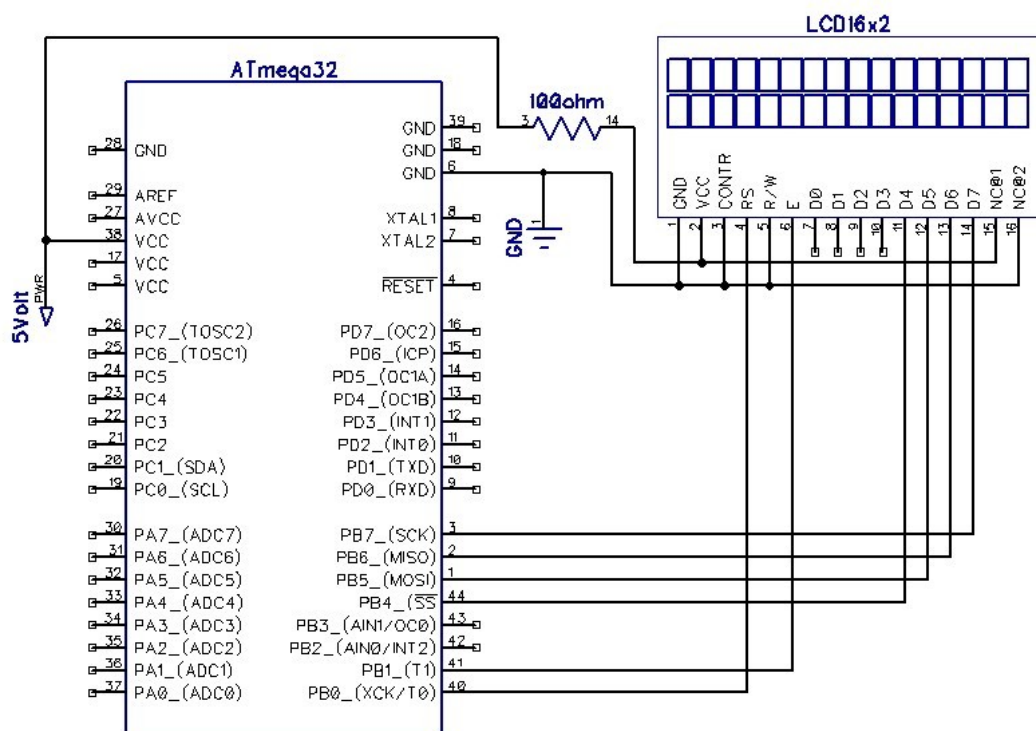 LCD16x2
ATmega32
100ohm
3 14
39 GND
28 GND
18 GND
6 GND
29 AREF
27 AVCC
38 VCC
17 VCC
5 VCC
XTAL1 8
XTAL2 7
RESET 4
5Volt
PWR
GND
1
GND
VCC
CONTR
RS
R/W
E
D0
D1
D2
D3
D4
D5
D6
D7
NC@1
NC@2
1 2 3 4 5 6 7 8 9 10 11 12 13 14 15 16
26 PC7_(TOSC2)
25 PC6_(TOSC1)
24 PC5
23 PC4
22 PC3
21 PC2
20 PC1_(SDA)
19 PC0_(SCL)
PD7_(OC2) 16
PD6_(ICP) 15
PD5_(OC1A) 14
PD4_(OC1B) 13
PD3_(INT1) 12
PD2_(INT0) 11
PD1_(TXD) 10
PD0_(RXD) 9
30 PA7_(ADC7)
31 PA6_(ADC6)
32 PA5_(ADC5)
33 PA4_(ADC4)
34 PA3_(ADC3)
35 PA2_(ADC2)
36 PA1_(ADC1)
37 PA0_(ADC0)
PB7_(SCK) 3
PB6_(MISO) 2
PB5_(MOSI) 1
PB4_(SS 44
PB3_(AIN1/OC0) 43
PB2_(AIN0/INT2) 42
PB1_(T1) 41
PB0_(XCK/T0) 40